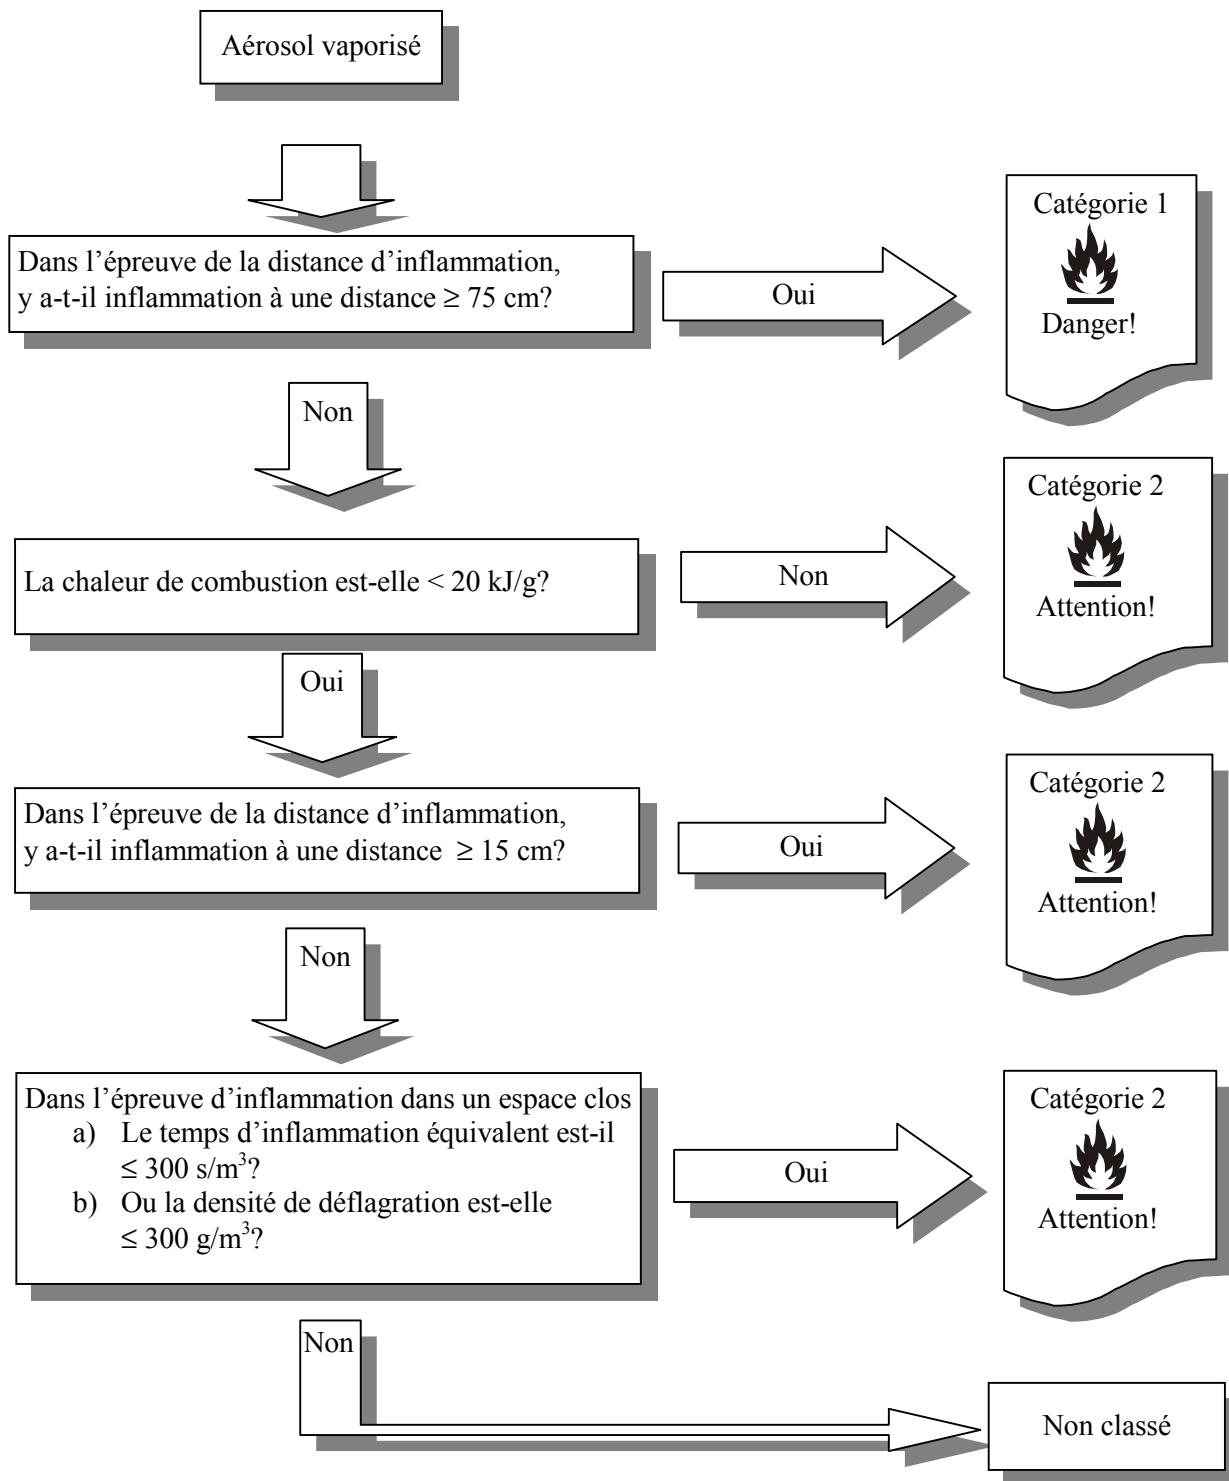 Aérosol vaporisé
Dans l’épreuve de la distance d’inflammation,
y a-t-il inflammation à une distance ≥ 75 cm?
Oui
Catégorie 1
Danger!
Non
La chaleur de combustion est-elle < 20 kJ/g?
Non
Catégorie 2
Attention!
Oui
Dans l’épreuve de la distance d’inflammation,
y a-t-il inflammation à une distance ≥ 15 cm?
Oui
Catégorie 2
Attention!
Non
Dans l’épreuve d’inflammation dans un espace clos
a) Le temps d’inflammation équivalent est-il
≤ 300 s/m³?
b) Ou la densité de déflagration est-elle
≤ 300 g/m³?
Oui
Catégorie 2
Attention!
Non
Non classé